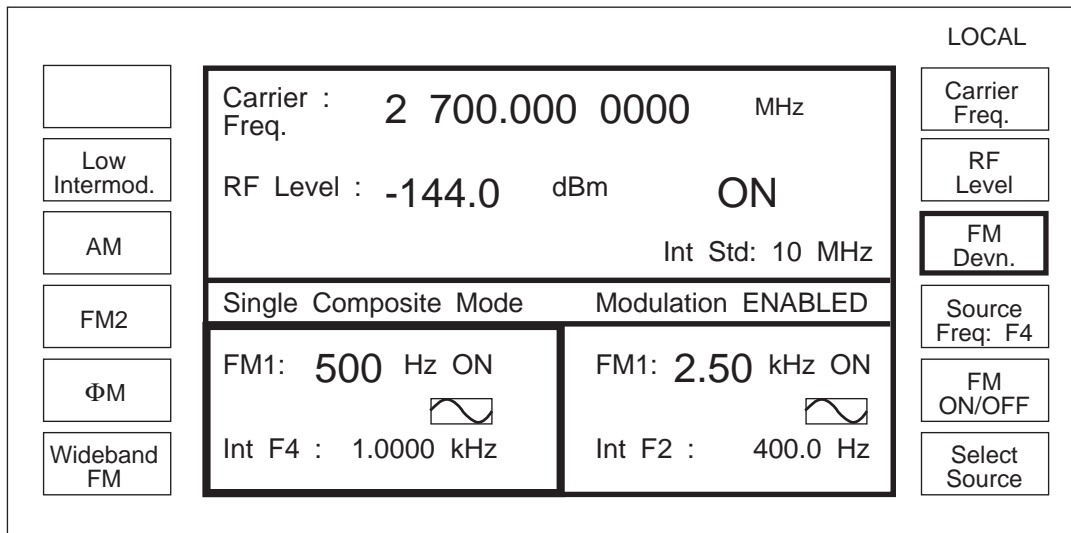 LOCAL
Carrier Freq. : 2 700.000 0000 MHz
RF Level : -144.0 dBm ON
Int Std: 10 MHz
Single Composite Mode Modulation ENABLED
FM1: 500 Hz ON
Int F4 : 1.0000 kHz
FM1: 2.50 kHz ON
Int F2 : 400.0 Hz
Low
Intermod.
AM
FM2
ΦM
Wideband
FM
Carrier
Freq.
RF
Level
FM
Devn.
Source
Freq: F4
FM
ON/OFF
Select
Source